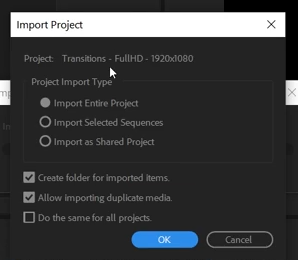 Import Project
Project: Transitions - FullHD - 1920x1080
Project Import Type
Import Entire Project
Import Selected Sequences
Import as Shared Project
Create folder for imported items.
Allow importing duplicate media.
Do the same for all projects.
OK Cancel